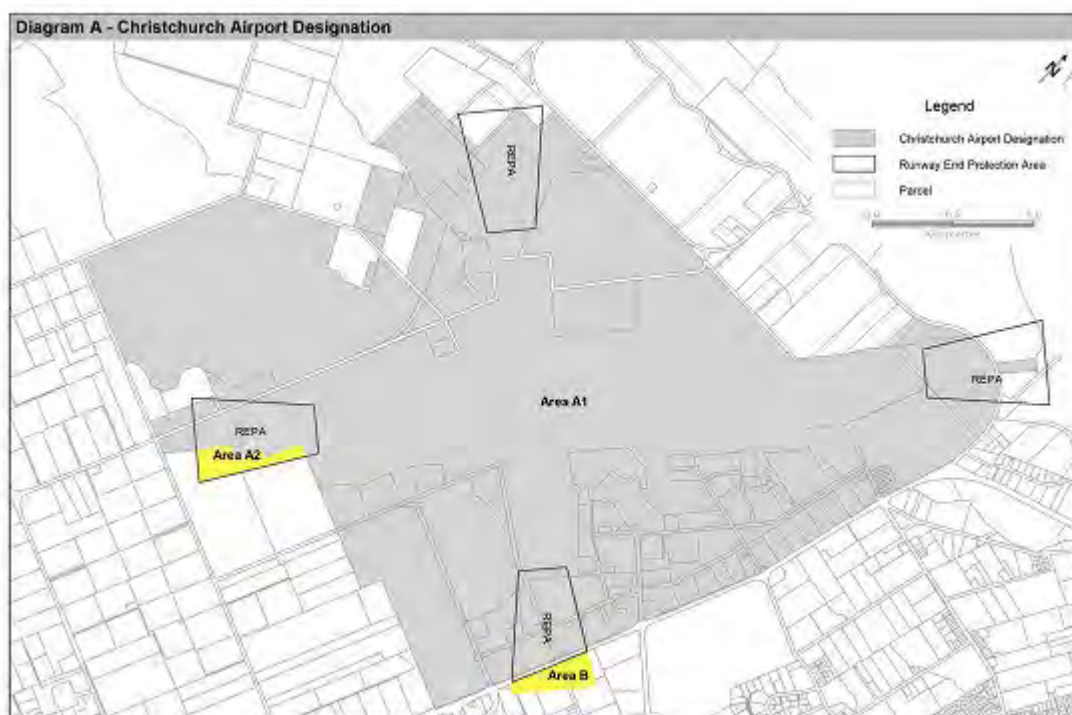 Diagram A - Christchurch Airport Designation
N
Legend
Christchurch Airport Designation
Runway End Protection Area
Parcel
Kilometres
REPA
REPA
Area A1
REPA
Area A2
REPA
Area B